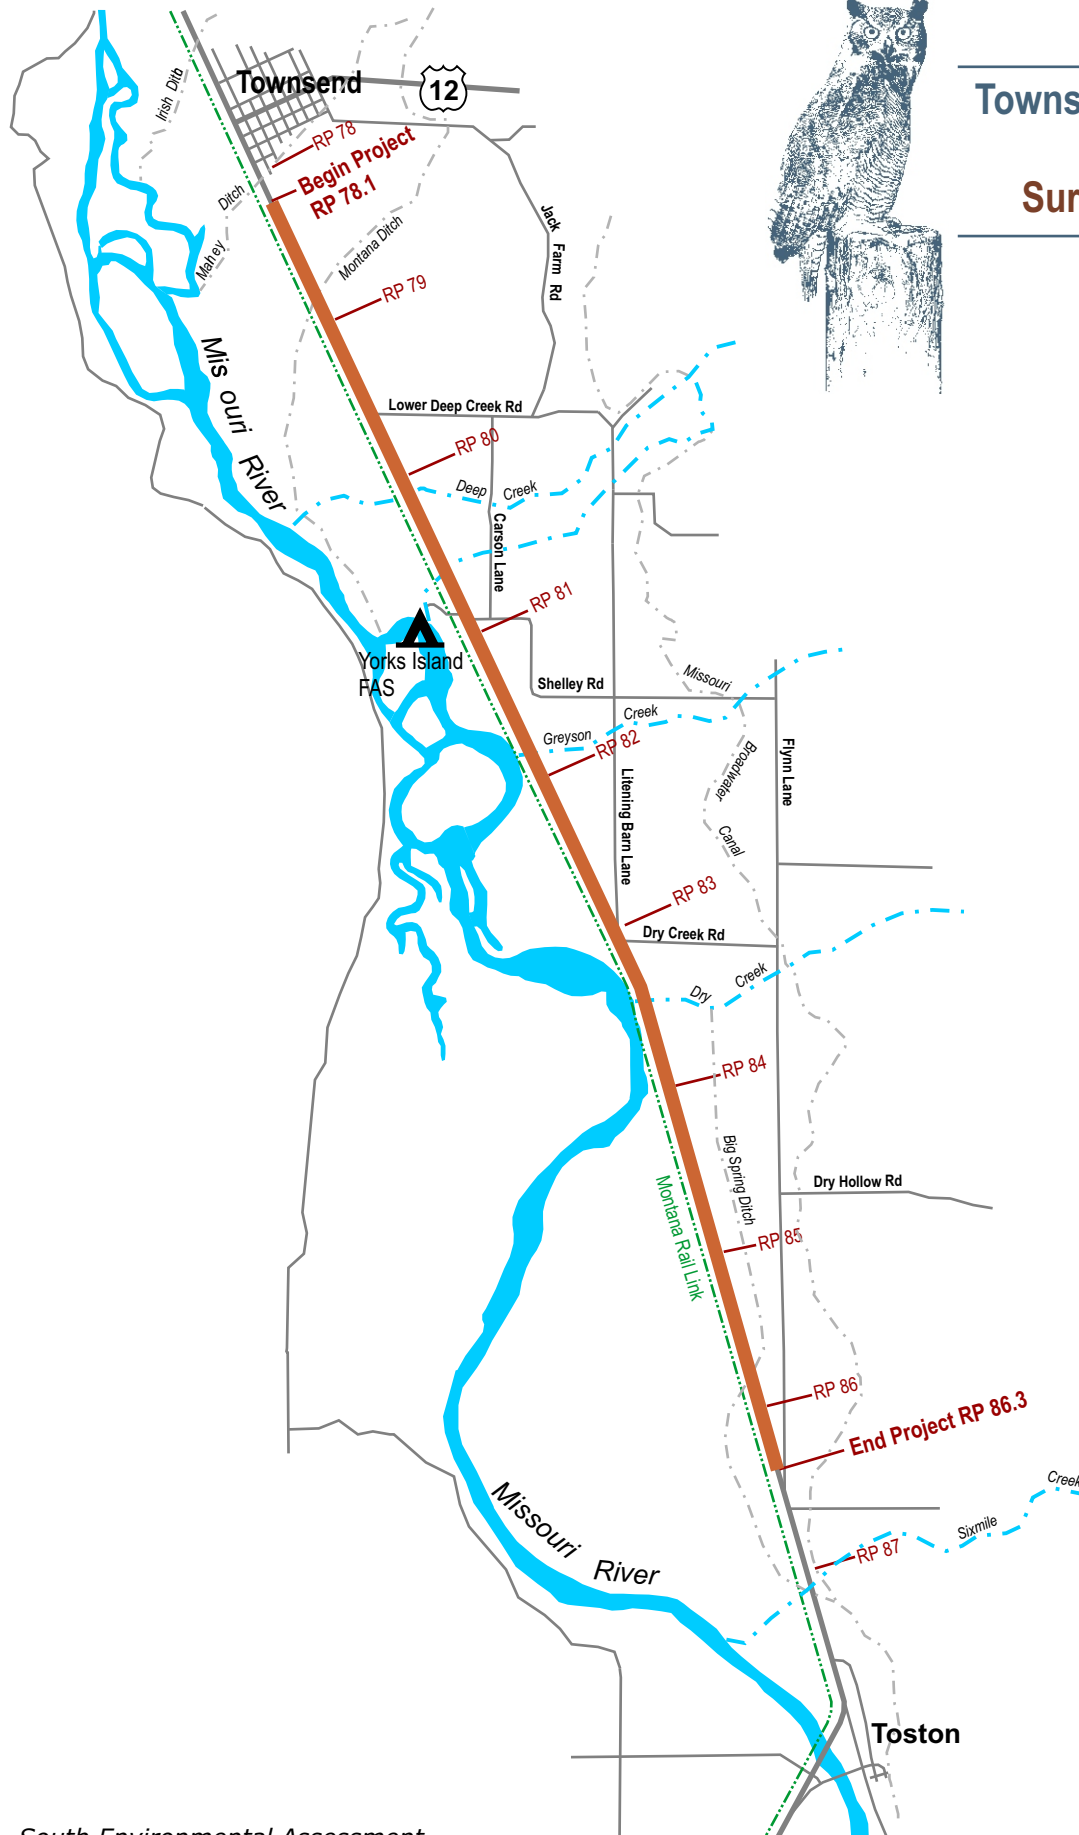 Townsend
12
Towns
Irish Ditb
RP 78
Begin Project
RP 78.1
Sur
Ditch
Mahey
Montana Ditch
Jack Farm Rd
RP 79
Mis ouri River
Lower Deep Creek Rd
RP 80
Deep Creek
Carson Lane
RP 81
Yorks Island
FAS
Shelley Rd
Missouri
Creek
Greyson
RP 82
Broadwater
Canal
Flynn Lane
Litening Barn Lane
RP 83
Dry Creek Rd
Dry Creek
RP 84
Big Spring Ditch
Montana Rail Link
Dry Hollow Rd
RP 85
RP 86
End Project RP 86.3
Missouri River
Creek
Sixmile
RP 87
Toston
South Environmental Assessment